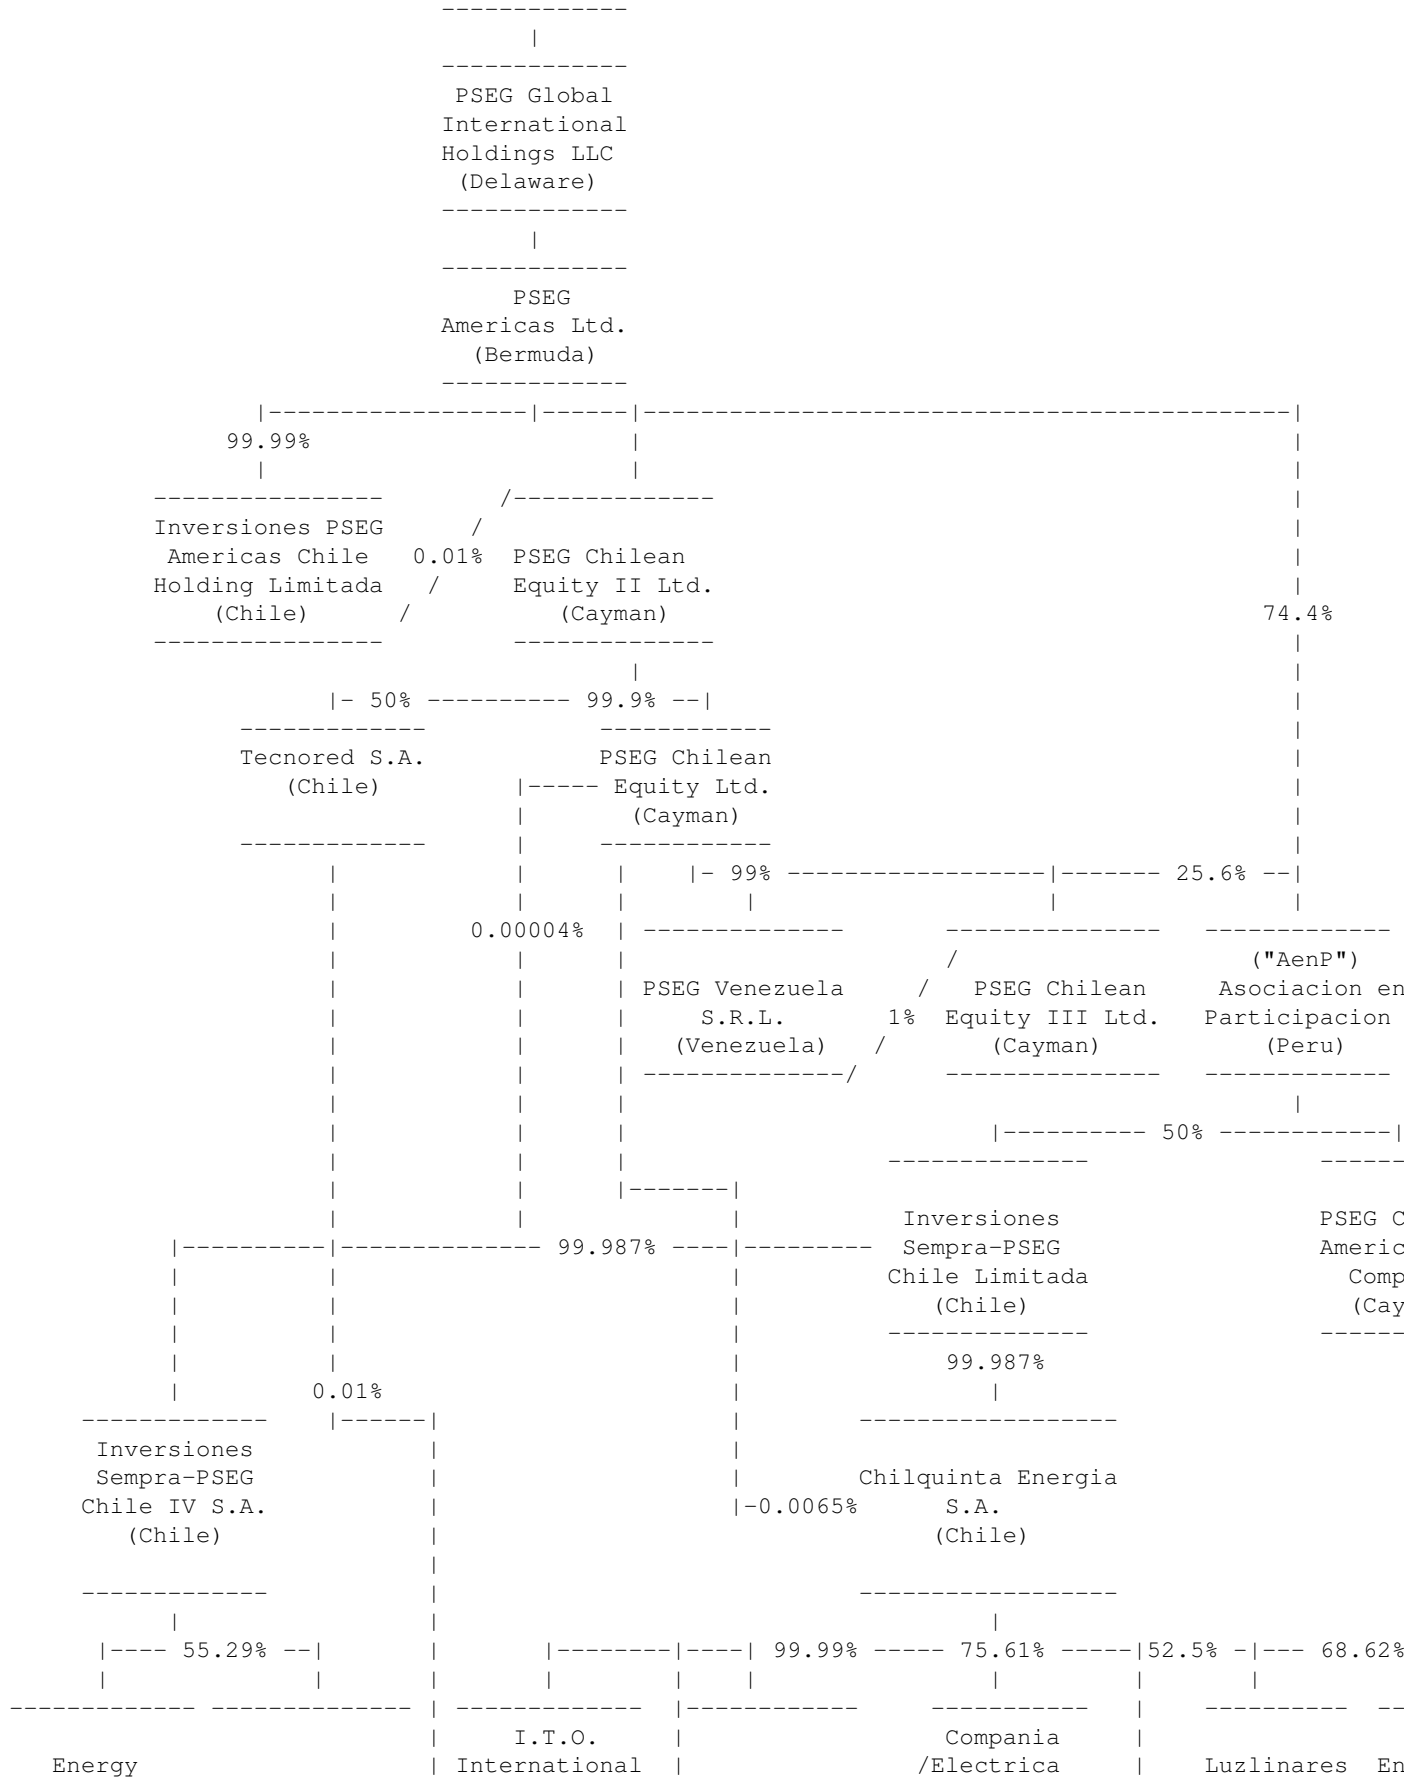 PSEG Global
International
Holdings LLC
(Delaware)
PSEG
Americas Ltd.
(Bermuda)
99.99%
Inversiones PSEG
Americas Chile 0.01% PSEG Chilean
Holding Limitada Equity II Ltd.
(Chile) (Cayman) 74.4%
50% 99.9%
Tecnored S.A. PSEG Chilean
(Chile) Equity Ltd.
(Cayman)
99% 25.6%
0.00004%
("AenP")
PSEG Venezuela PSEG Chilean Asociacion en
S.R.L. 1% Equity III Ltd. Participacion
(Venezuela) (Cayman) (Peru)
50%
Inversiones PSEG C
99.987% Sempra-PSEG Americ
Chile Limitada Comp
(Chile) (Cay
99.987%
0.01%
Inversiones
Sempra-PSEG Chilquinta Energia
Chile IV S.A. 0.0065% S.A.
(Chile) (Chile)
55.29% 99.99% 75.61% 52.5% 68.62%
I.T.O. Compania
Energy International /Electrica Luzlinares En